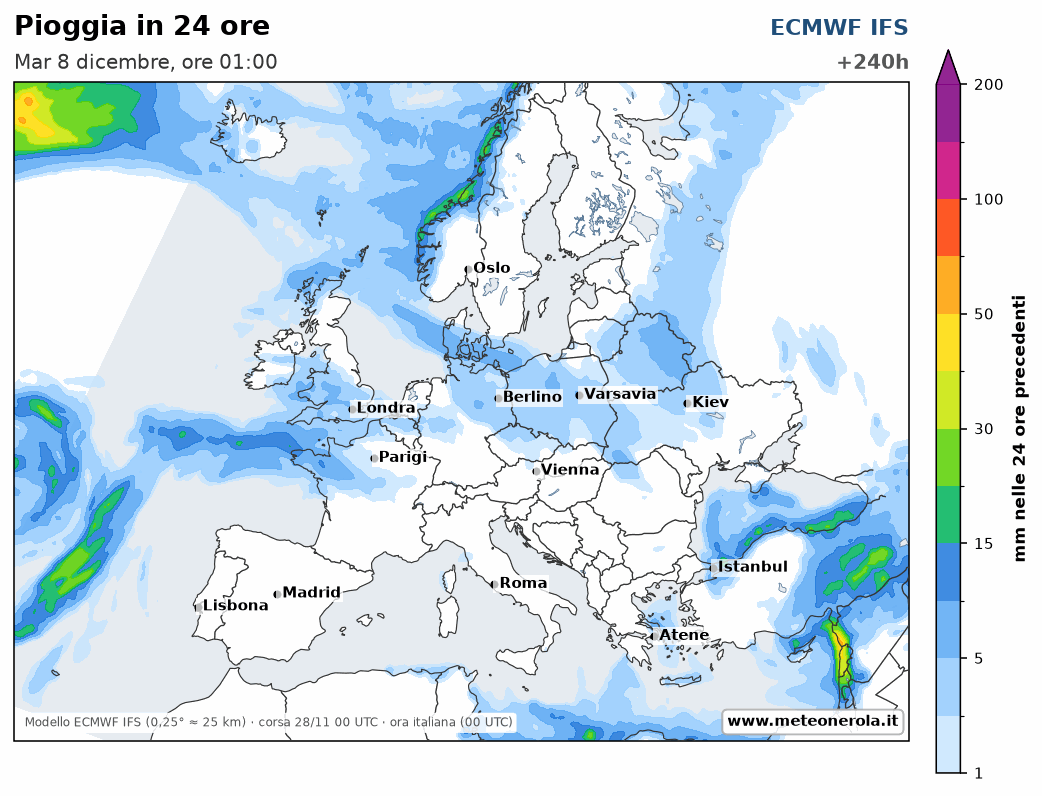 Pioggia in 24 ore
ECMWF IFS
Mar 8 dicembre, ore 01:00
+240h
200
100
50
30
15
5
1
mm nelle 24 ore precedenti
Oslo
Berlino
Varsavia
Kiev
Londra
Parigi
Vienna
Istanbul
Roma
Madrid
Lisbona
Atene
Modello ECMWF IFS (0,25° ≈ 25 km) · corsa 28/11 00 UTC · ora italiana (00 UTC)
www.meteonerola.it